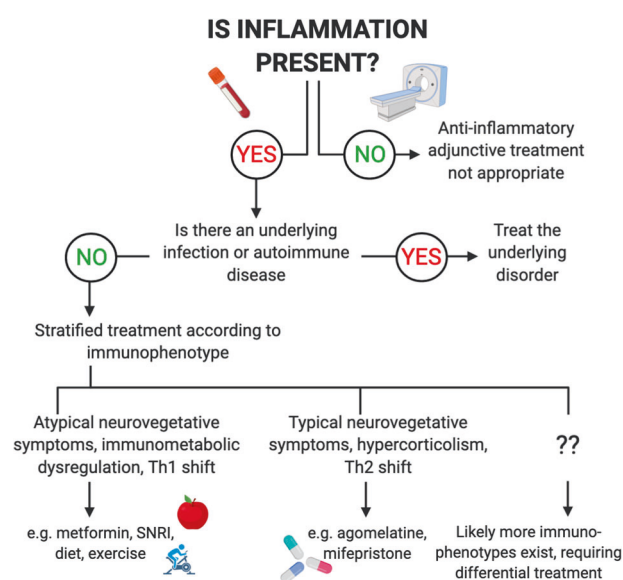 IS INFLAMMATION
PRESENT?
YES
NO
Anti-inflammatory
adjunctive treatment
not appropriate
Is there an underlying
infection or autoimmune
disease
NO
YES
Treat the
underlying
disorder
Stratified treatment according to
immunophenotype
Atypical neurovegetative
symptoms, immunometabolic
dysregulation, Th1 shift
Typical neurovegetative
symptoms, hypercorticolism,
Th2 shift
??
e.g. metformin, SNRI,
diet, exercise
e.g. agomelatine,
mifepristone
Likely more immuno-
phenotypes exist, requiring
differential treatment